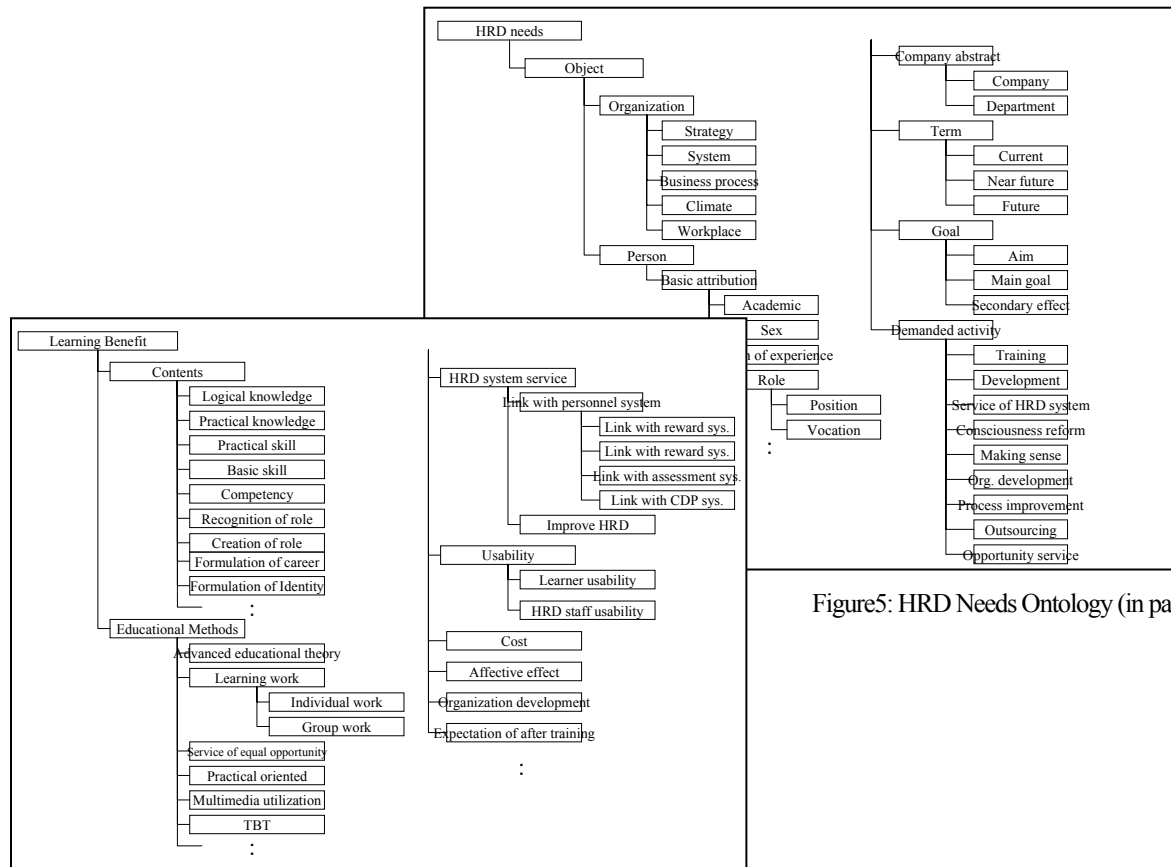 HRD needs
Object
Organization
Strategy
System
Business process
Climate
Workplace
Person
Basic attribution
Academic
Sex
of experience
Role
Position
Vocation
:
Company abstract
Company
Department
Term
Current
Near future
Future
Goal
Aim
Main goal
Secondary effect
Demanded activity
Training
Development
Service of HRD system
Consciousness reform
Making sense
Org. development
Process improvement
Outsourcing
Opportunity service
Figure5: HRD Needs Ontology (in pa
Learning Benefit
Contents
Logical knowledge
Practical knowledge
Practical skill
Basic skill
Competency
Recognition of role
Creation of role
Formulation of career
Formulation of Identity
:
Educational Methods
Advanced educational theory
Learning work
Individual work
Group work
Service of equal opportunity
Practical oriented
Multimedia utilization
TBT
:
HRD system service
Link with personnel system
Link with reward sys.
Link with reward sys.
Link with assessment sys.
Link with CDP sys.
Improve HRD
Usability
Learner usability
HRD staff usability
Cost
Affective effect
Organization development
Expectation of after training
: